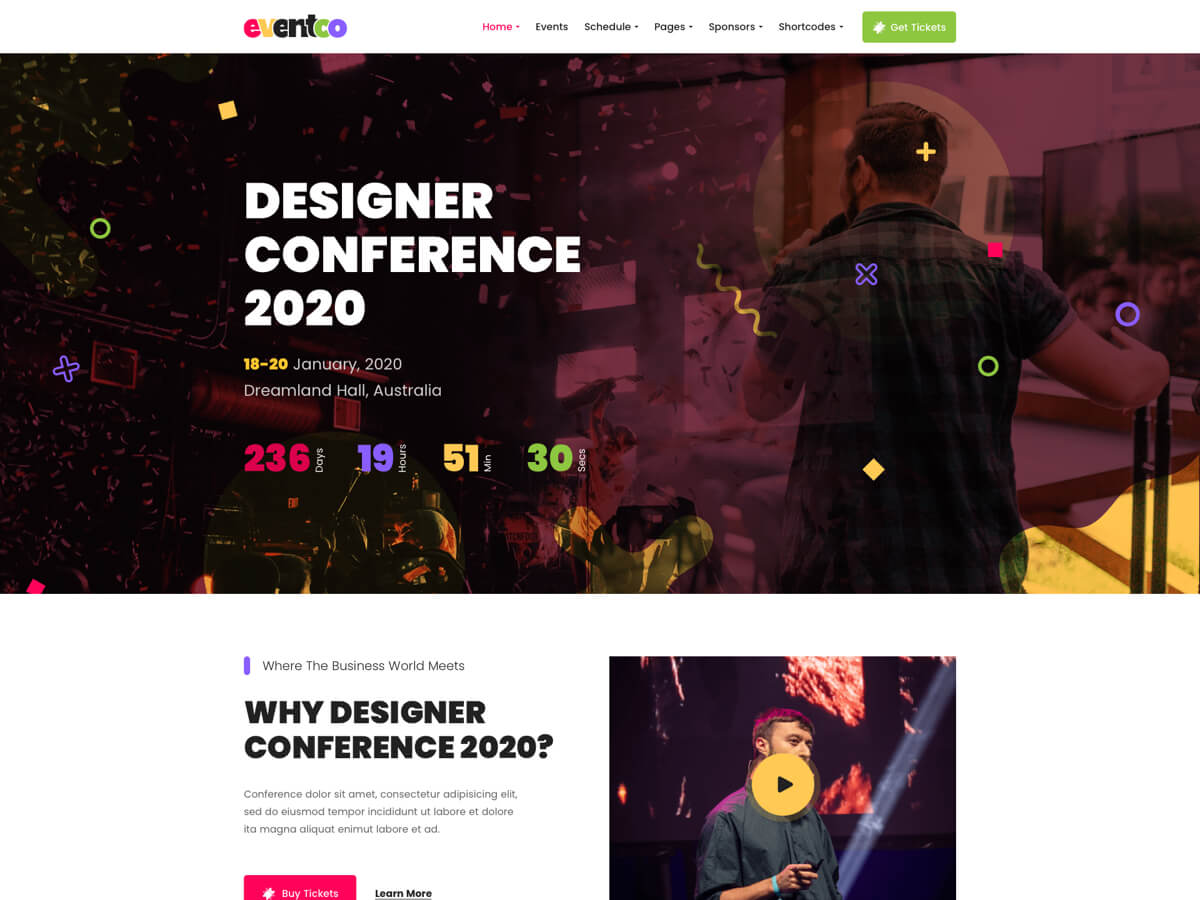 eventco
Home Events Schedule Pages Sponsors Shortcodes Get Tickets
DESIGNER
CONFERENCE
2020
18-20 January, 2020
Dreamland Hall, Australia
236 Days 19 Hours 51 Min 30 Secs
EXIT
Where The Business World Meets
WHY DESIGNER
CONFERENCE 2020?
Conference dolor sit amet, consectetur adipisicing elit,
sed do eiusmod tempor incididunt ut labore et dolore
ita magna aliquat enimut labore et ad.
Buy Tickets Learn More